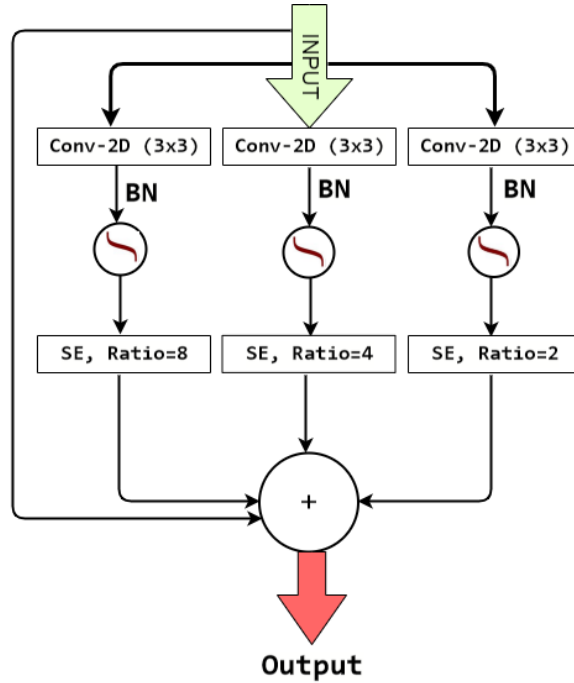 INPUT
Conv-2D (3x3) Conv-2D (3x3) Conv-2D (3x3)
BN BN BN
SE, Ratio=8 SE, Ratio=4 SE, Ratio=2
+
Output